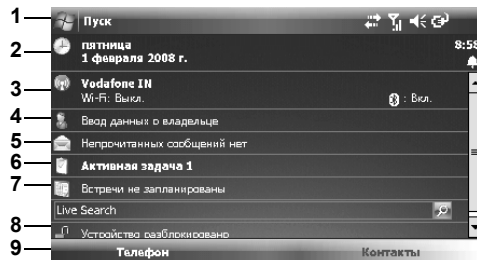 1 Пуск
2 пятница 8:58
1 февраля 2008 г.
3 Vodafone IN
Wi-Fi: Выкл. : Вкл.
4 Ввод данных о владельце
5 Непрочитанных сообщений нет
6 Активная задача 1
7 Встречи не запланированы
Live Search
8 Устройство разблокировано
9 Телефон Контакты